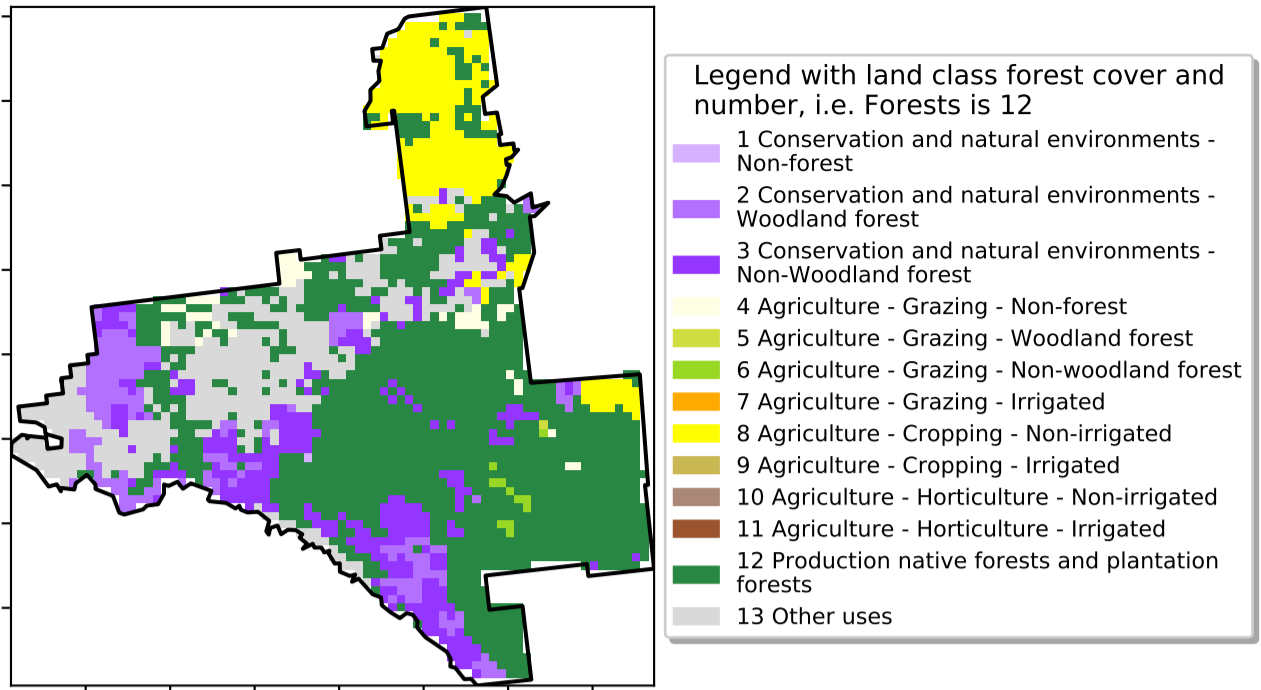 Legend with land class forest cover and
number, i.e. Forests is 12
1 Conservation and natural environments -
Non-forest
2 Conservation and natural environments -
Woodland forest
3 Conservation and natural environments -
Non-Woodland forest
4 Agriculture - Grazing - Non-forest
5 Agriculture - Grazing - Woodland forest
6 Agriculture - Grazing - Non-woodland forest
7 Agriculture - Grazing - Irrigated
8 Agriculture - Cropping - Non-irrigated
9 Agriculture - Cropping - Irrigated
10 Agriculture - Horticulture - Non-irrigated
11 Agriculture - Horticulture - Irrigated
12 Production native forests and plantation
forests
13 Other uses